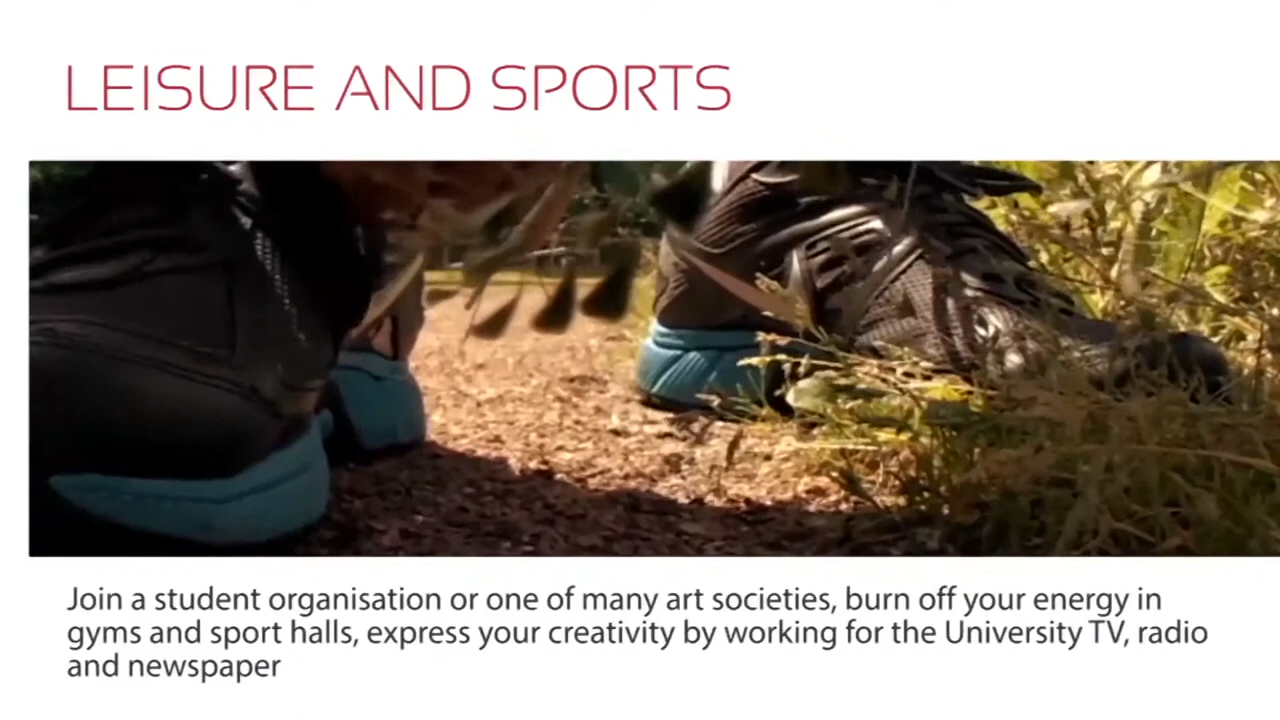 LEISURE AND SPORTS
Join a student organisation or one of many art societies, burn off your energy in
gyms and sport halls, express your creativity by working for the University TV, radio
and newspaper